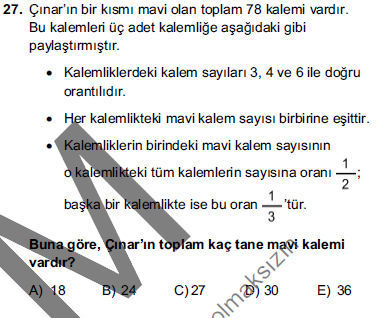 27. Çınar'ın bir kısmı mavi olan toplam 78 kalemi vardır.
Bu kalemleri üç adet kalemliğe aşağıdaki gibi
paylaştırmıştır.
• Kalemliklerdeki kalem sayıları 3, 4 ve 6 ile doğru
orantılıdır.
• Her kalemlikteki mavi kalem sayısı birbirine eşittir.
• Kalemliklerin birindeki mavi kalem sayısının
o kalemlikteki tüm kalemlerin sayısına oranı 1/2;
başka bir kalemlikte ise bu oran 1/3'tür.
Buna göre, Çınar'ın toplam kaç tane mavi kalemi
vardır?
A) 18 B) 24 C) 27 D) 30 E) 36
M
olmaksızın